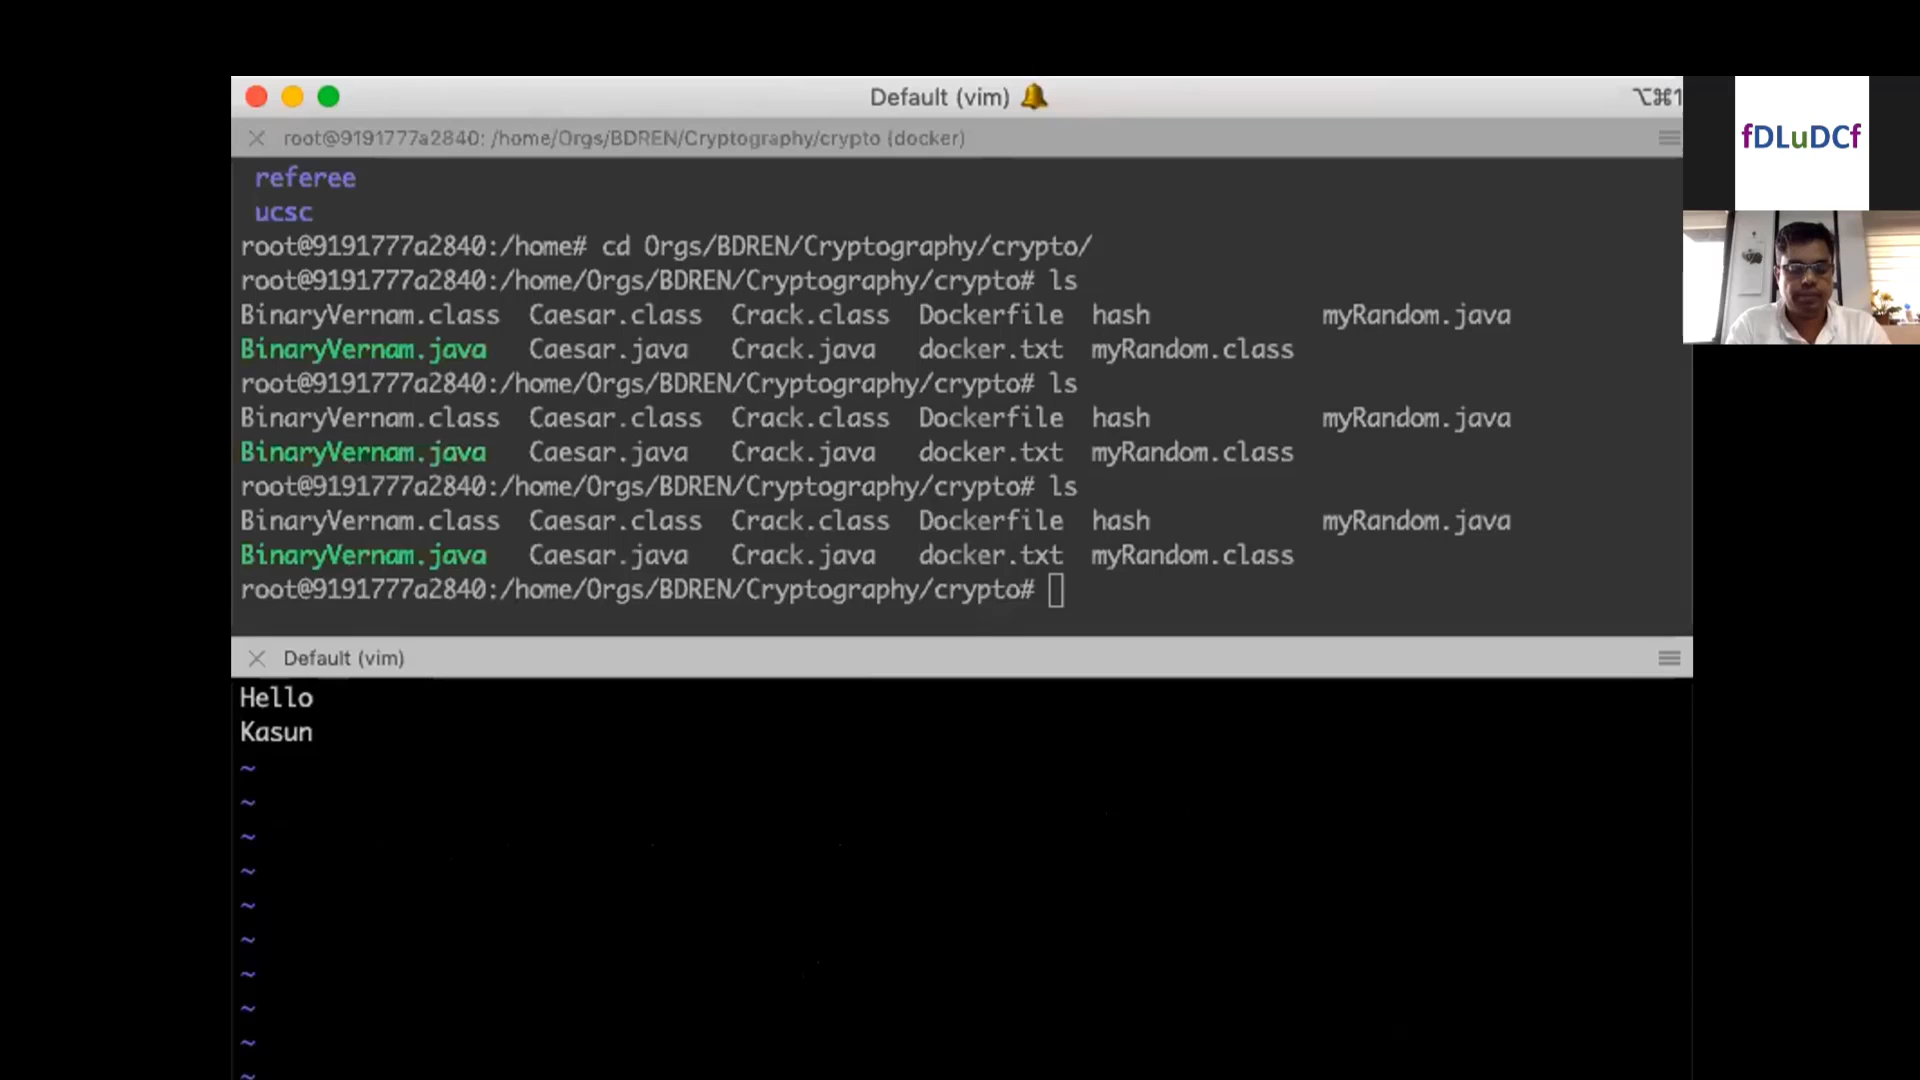 Default (vim) 🔔
⌥⌘1
root@9191777a2840: /home/Orgs/BDREN/Cryptography/crypto (docker)
fDLuDCf
referee
ucsc
root@9191777a2840:/home# cd Orgs/BDREN/Cryptography/crypto/
root@9191777a2840:/home/Orgs/BDREN/Cryptography/crypto# ls
BinaryVernam.class Caesar.class Crack.class Dockerfile hash myRandom.java
BinaryVernam.java Caesar.java Crack.java docker.txt myRandom.class
root@9191777a2840:/home/Orgs/BDREN/Cryptography/crypto# ls
BinaryVernam.class Caesar.class Crack.class Dockerfile hash myRandom.java
BinaryVernam.java Caesar.java Crack.java docker.txt myRandom.class
root@9191777a2840:/home/Orgs/BDREN/Cryptography/crypto# ls
BinaryVernam.class Caesar.class Crack.class Dockerfile hash myRandom.java
BinaryVernam.java Caesar.java Crack.java docker.txt myRandom.class
root@9191777a2840:/home/Orgs/BDREN/Cryptography/crypto#
Default (vim)
Hello
Kasun
~
~
~
~
~
~
~
~
~
~